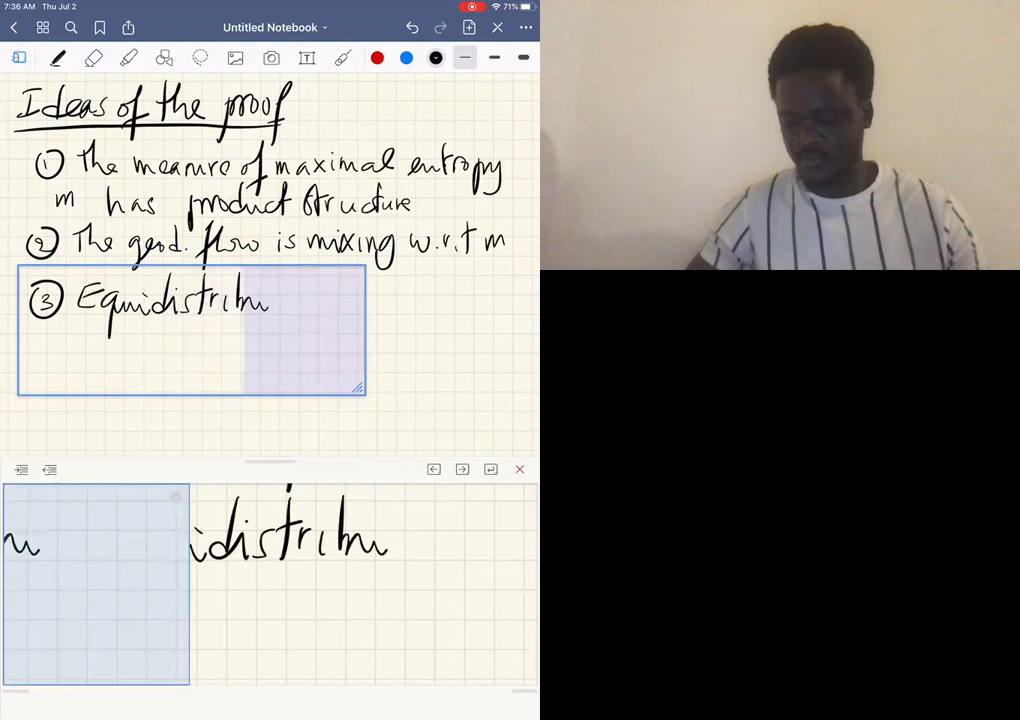 7:36 AM Thu Jul 2
71%
Untitled Notebook
Ideas of the proof
① The measure of maximal entropy
m has product structure
② The geod. flow is mixing w.r.t m
③ Equidistribu
u idistribu